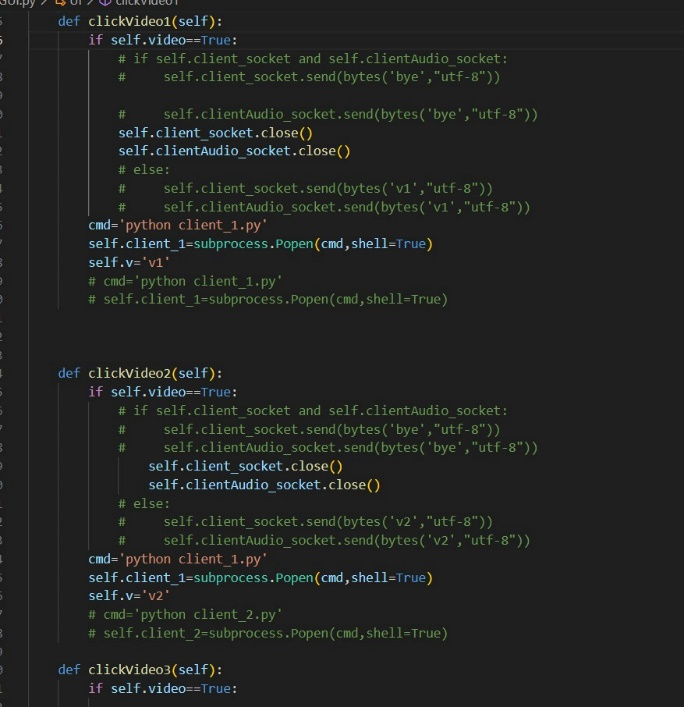 GUI.py > UI > clickVideo1
def clickVideo1(self):
if self.video==True:
# if self.client_socket and self.clientAudio_socket:
#     self.client_socket.send(bytes('bye',"utf-8"))
#     self.clientAudio_socket.send(bytes('bye',"utf-8"))
self.client_socket.close()
self.clientAudio_socket.close()
# else:
#     self.client_socket.send(bytes('v1',"utf-8"))
#     self.clientAudio_socket.send(bytes('v1',"utf-8"))
cmd='python client_1.py'
self.client_1=subprocess.Popen(cmd,shell=True)
self.v='v1'
# cmd='python client_1.py'
# self.client_1=subprocess.Popen(cmd,shell=True)
def clickVideo2(self):
if self.video==True:
# if self.client_socket and self.clientAudio_socket:
#     self.client_socket.send(bytes('bye',"utf-8"))
#     self.clientAudio_socket.send(bytes('bye',"utf-8"))
self.client_socket.close()
self.clientAudio_socket.close()
# else:
#     self.client_socket.send(bytes('v2',"utf-8"))
#     self.clientAudio_socket.send(bytes('v2',"utf-8"))
cmd='python client_1.py'
self.client_1=subprocess.Popen(cmd,shell=True)
self.v='v2'
# cmd='python client_2.py'
# self.client_2=subprocess.Popen(cmd,shell=True)
def clickVideo3(self):
if self.video==True: